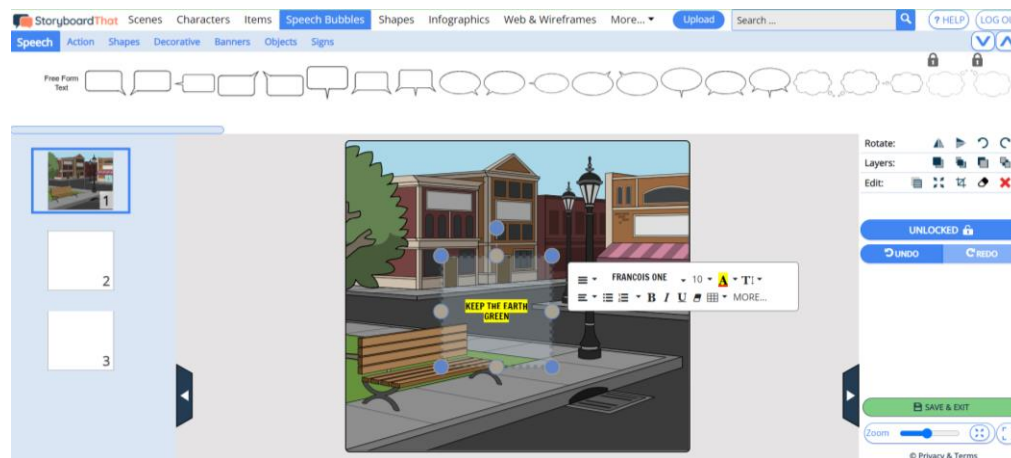 StoryboardThat Scenes Characters Items Speech Bubbles Shapes Infographics Web & Wireframes More... Upload Search ... ? HELP LOG
Speech Action Shapes Decorative Banners Objects Signs
Free Form
Text
1
2
3
KEEP THE EARTH
GREEN
FRANCOIS ONE 10 A TI
B I U MORE...
Rotate:
Layers:
Edit:
UNLOCKED
UNDO REDO
SAVE & EXIT
Zoom
© Privacy & Terms